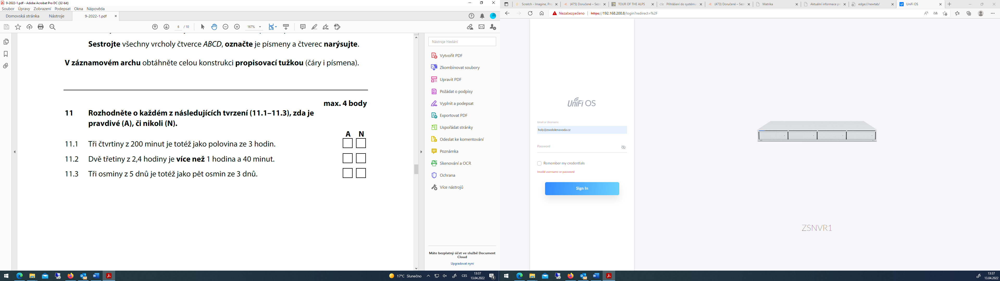 9-2022-1.pdf - Adobe Acrobat Pro DC (32-bit)
Soubor Úpravy Zobrazení Podepsat Okna Nápověda
Domovská stránka Nástroje 9-2022-1.pdf ×
6 / 10 167%
Sestrojte všechny vrcholy čtverce ABCD, označte je písmeny a čtverec narýsujte.
V záznamovém archu obtáhněte celou konstrukci propisovací tužkou (čáry i písmena).
max. 4 body
11 Rozhodněte o každém z následujících tvrzení (11.1–11.3), zda je
pravdivé (A), či nikoli (N).
A N
11.1 Tři čtvrtiny z 200 minut je totéž jako polovina ze 3 hodin.
11.2 Dvě třetiny z 2,4 hodiny je více než 1 hodina a 40 minut.
11.3 Tři osminy z 5 dnů je totéž jako pět osmin ze 3 dnů.
Nástroje hledání
Vytvořit PDF
Zkombinovat soubory
Upravit PDF
Požádat o podpisy
Vyplnit a podepsat
Exportovat PDF
Uspořádat stránky
Odeslat ke komentování
Poznámka
Skenování a OCR
Ochrana
Více nástrojů
Máte bezplatný účet ve službě Document
Cloud
Upgradovat nyní
17°C Slunečno CES 13:37
13.04.2022 4
Scratch - Imagine, Pro (475) Doručené – Sezn TOUR OF THE ALPS Přihlášení do systému (473) Doručené – Sezn Matrika Aktuální informace pr edge://newtab/ UniFi OS
Nezabezpečeno https://192.168.200.8/login?redirect=%2F
UniFi OS
Email or Username
holy@zsodolenavoda.cz
Password
Remember my credentials
Invalid username or password
Sign In
ZSNVR1
13:37
13.04.2022